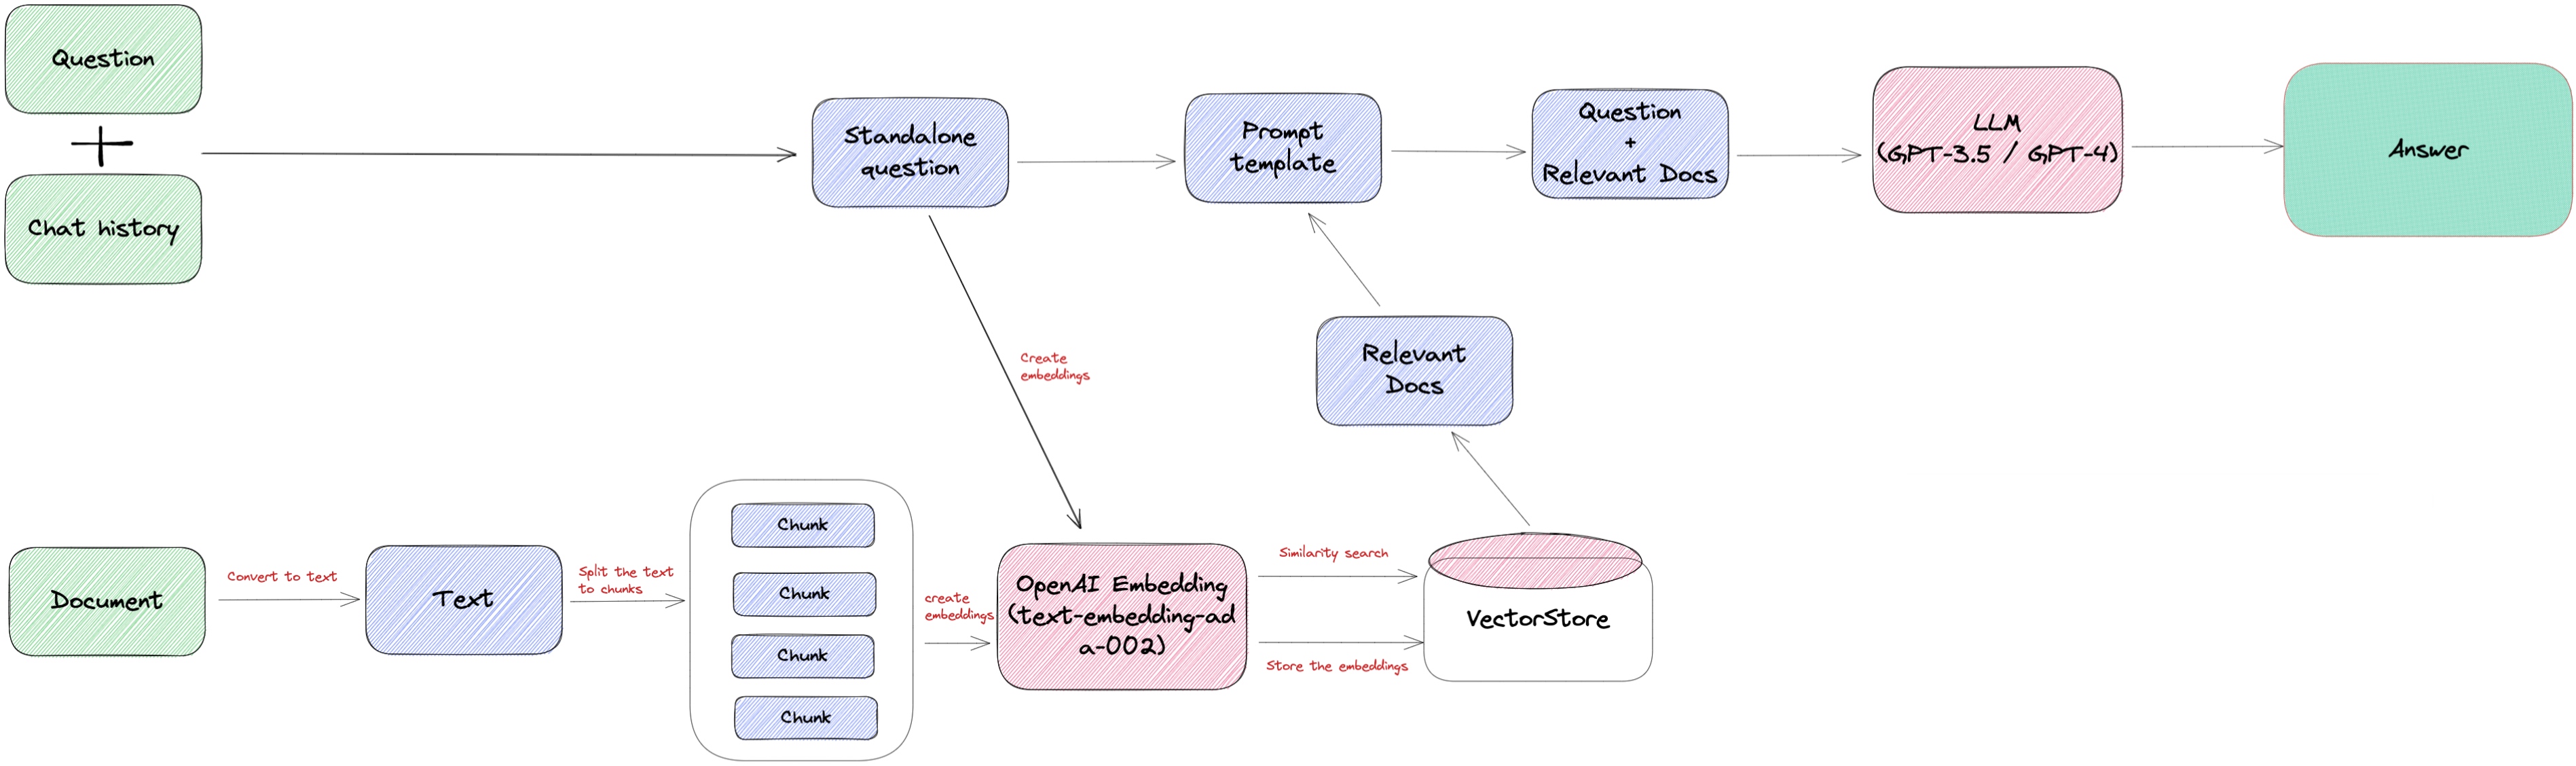 Question
+
Chat history
Standalone
question
Prompt
template
Question
+
Relevant Docs
LLM
(GPT-3.5 / GPT-4)
Answer
Create
embeddings
Relevant
Docs
Document
Convert to text
Text
Split the text
to chunks
Chunk
Chunk
Chunk
Chunk
create
embeddings
OpenAI Embedding
(text-embedding-ad
a-002)
Similarity search
Store the embeddings
VectorStore